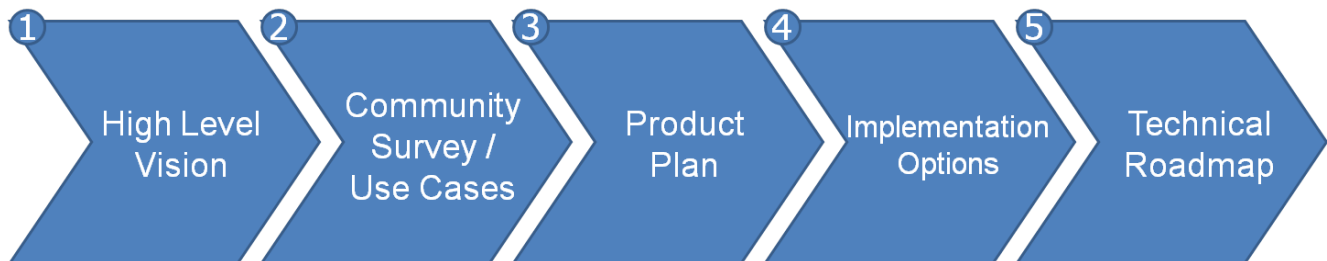 1
High Level
Vision
2
Community
Survey /
Use Cases
3
Product
Plan
4
Implementation
Options
5
Technical
Roadmap